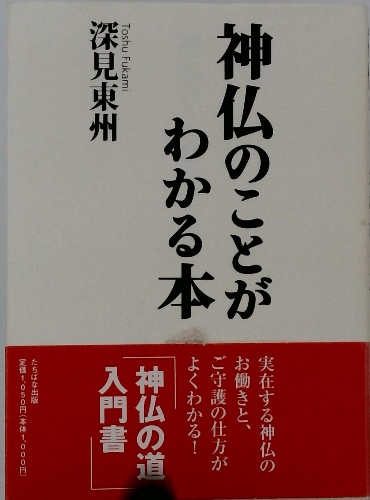 神仏のことが
わかる本
深見東州
Toshu Fukami
実在する神仏の
お働きと、
ご守護の仕方が
よくわかる!
「神仏の道
入門書」
たちばな出版
定価1,050円(本体1,000円)